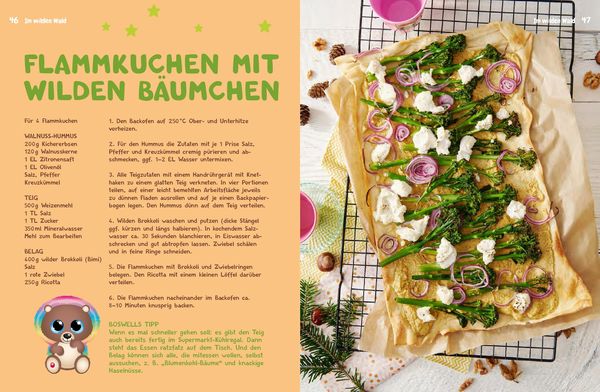 46 Im wilden Wald
Im wilden Wald 47
FLAMMKUCHEN MIT
WILDEN BÄUMCHEN
Für 4 Flammkuchen
WALNUSS-HUMMUS
200 g Kichererbsen
120 g Walnusskerne
1 EL Zitronensaft
1 EL Olivenöl
Salz, Pfeffer
Kreuzkümmel
TEIG
500 g Weizenmehl
1 TL Salz
1 TL Zucker
350 ml Mineralwasser
Mehl zum Bearbeiten
BELAG
400 g wilder Brokkoli (Bimi)
Salz
1 rote Zwiebel
250 g Ricotta
1. Den Backofen auf 250 °C Ober- und Unterhitze
vorheizen.
2. Für den Hummus die Zutaten mit je 1 Prise Salz,
Pfeffer und Kreuzkümmel cremig pürieren und ab-
schmecken, ggf. 1–2 EL Wasser untermixen.
3. Alle Teigzutaten mit einem Handrührgerät mit Knet-
haken zu einem glatten Teig verkneten. In vier Portionen
teilen, auf einer leicht bemehlten Arbeitsfläche jeweils
zu dünnen Fladen ausrollen und auf je einen Backpapier-
bogen legen. Den Hummus dünn auf dem Teig verteilen.
4. Wilden Brokkoli waschen und putzen (dicke Stängel
ggf. kürzen und längs halbieren). In kochendem Salz-
wasser ca. 30 Sekunden blanchieren, in Eiswasser ab-
schrecken und gut abtropfen lassen. Zwiebel schälen
und in feine Ringe schneiden.
5. Die Flammkuchen mit Brokkoli und Zwiebelringen
belegen. Den Ricotta mit einem kleinen Löffel darüber
verteilen.
6. Die Flammkuchen nacheinander im Backofen ca.
8–10 Minuten knusprig backen.
BOSWELLS TIPP
Wenn es mal schneller gehen soll: es gibt den Teig
auch bereits fertig im Supermarkt-Kühlregal. Dann
steht das Essen ratzfatz auf dem Tisch. Und den
Belag können sich alle, die mitessen wollen, selbst
aussuchen, z. B. „Blumenkohl-Bäume“ und knackige
Haselnüsse.